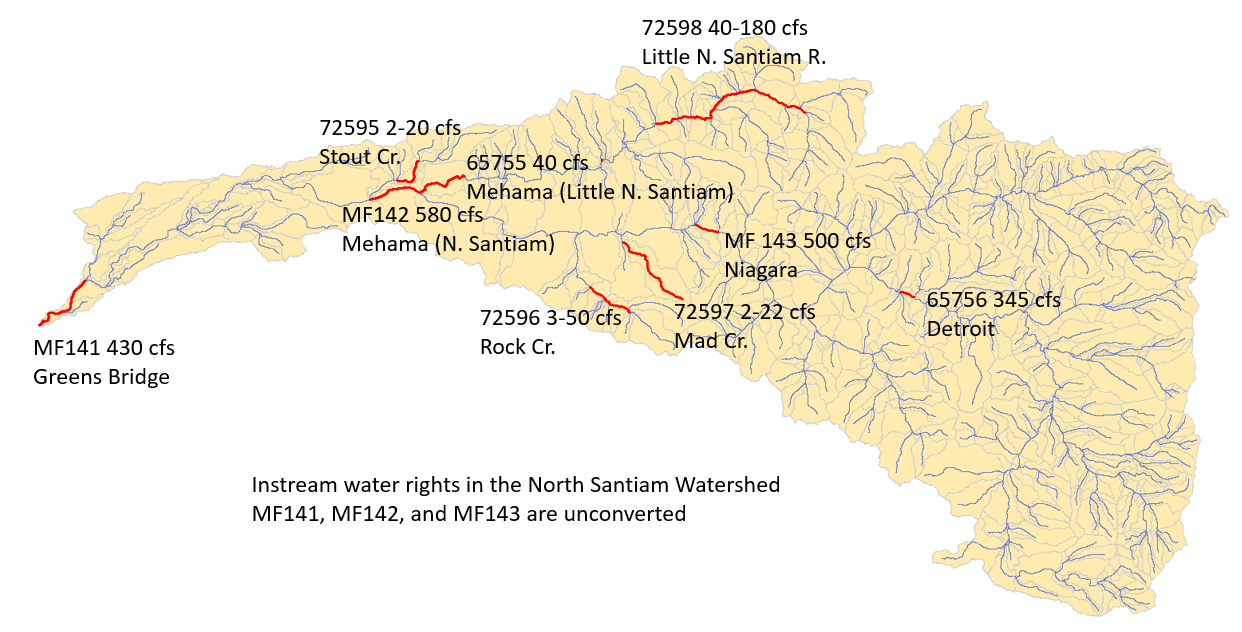 72598 40-180 cfs
Little N. Santiam R.
72595 2-20 cfs
Stout Cr.
65755 40 cfs
Mehama (Little N. Santiam)
MF142 580 cfs
Mehama (N. Santiam)
MF 143 500 cfs
Niagara
65756 345 cfs
Detroit
72597 2-22 cfs
Mad Cr.
72596 3-50 cfs
Rock Cr.
MF141 430 cfs
Greens Bridge
Instream water rights in the North Santiam Watershed
MF141, MF142, and MF143 are unconverted